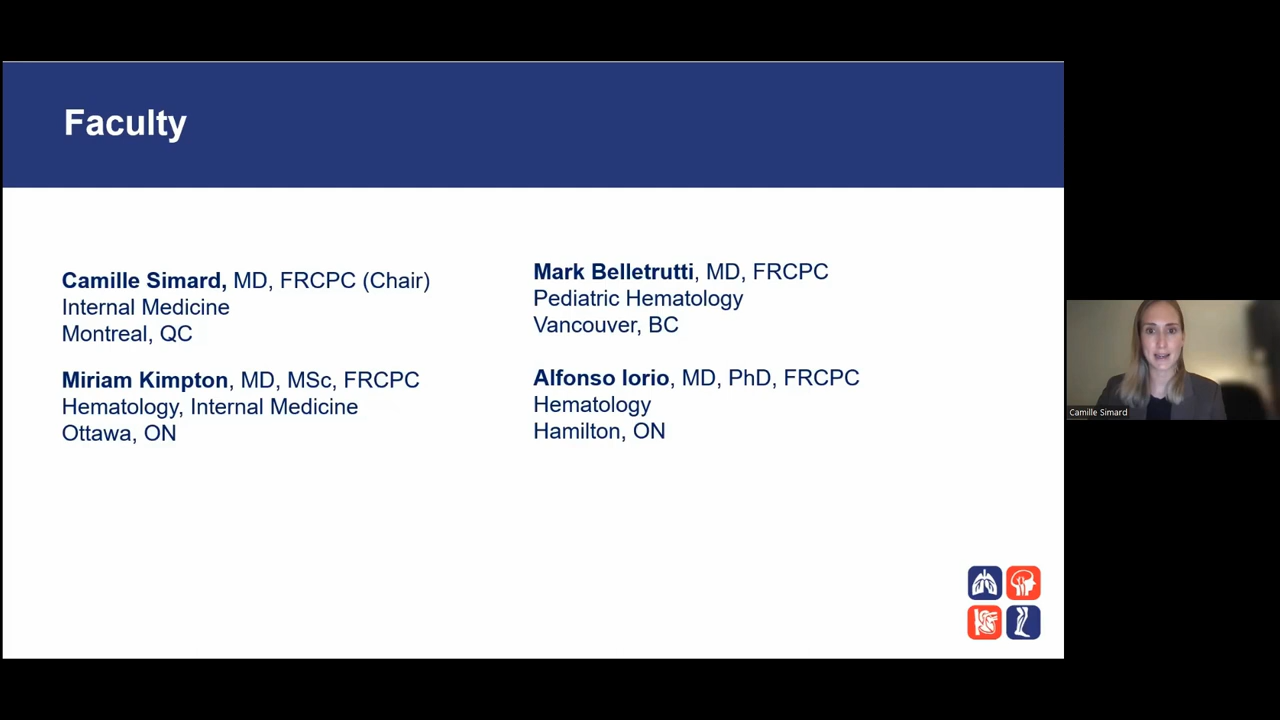 Faculty
Camille Simard, MD, FRCPC (Chair)
Internal Medicine
Montreal, QC
Miriam Kimpton, MD, MSc, FRCPC
Hematology, Internal Medicine
Ottawa, ON
Mark Belletrutti, MD, FRCPC
Pediatric Hematology
Vancouver, BC
Alfonso Iorio, MD, PhD, FRCPC
Hematology
Hamilton, ON
Camille Simard